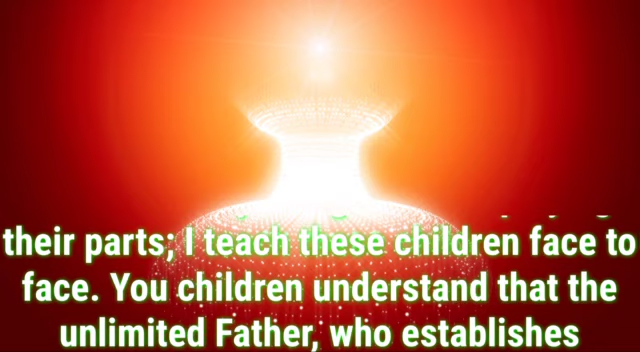 their parts; I teach these children face to
face. You children understand that the
unlimited Father, who establishes